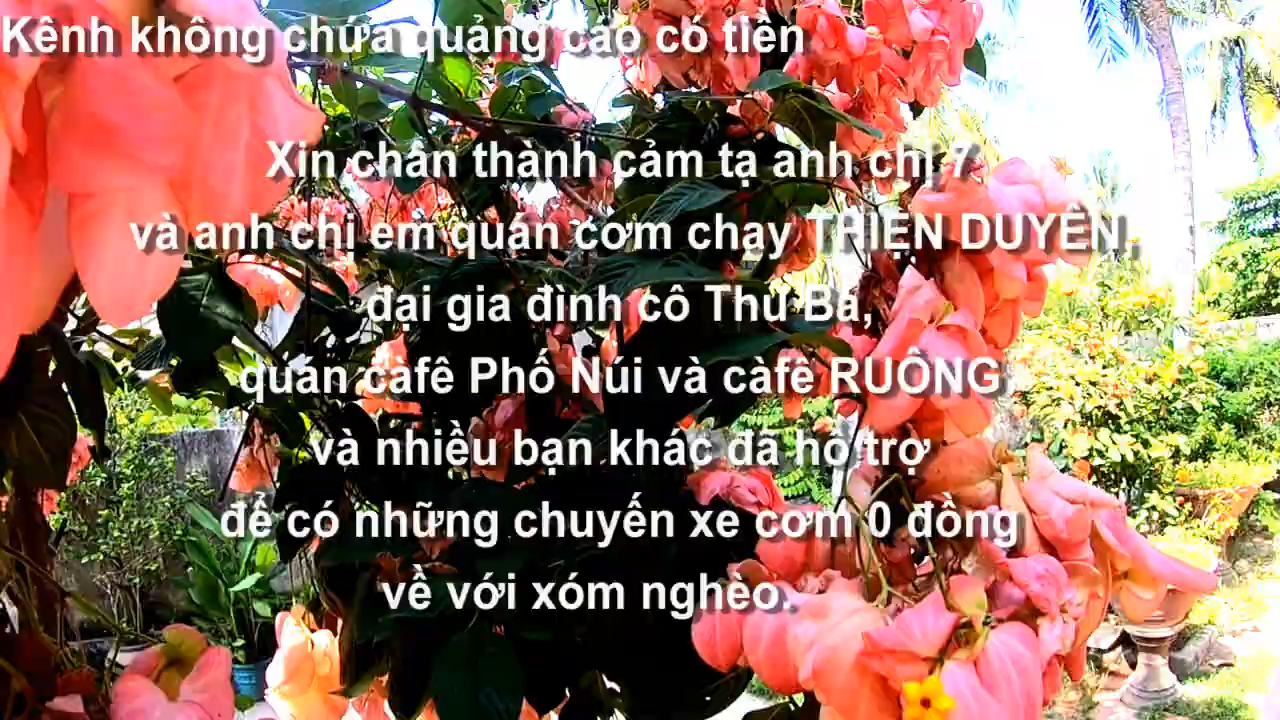 Kênh không chứa quảng cáo có tiền
Xin chân thành cảm tạ anh chị 7
và anh chị em quán cơm chay THIỆN DUYÊN,
đại gia đình cô Thứ Ba,
quán càfê Phố Núi và càfê RUÔNG
và nhiều bạn khác đã hỗ trợ
để có những chuyến xe cơm 0 đồng
về với xóm nghèo.